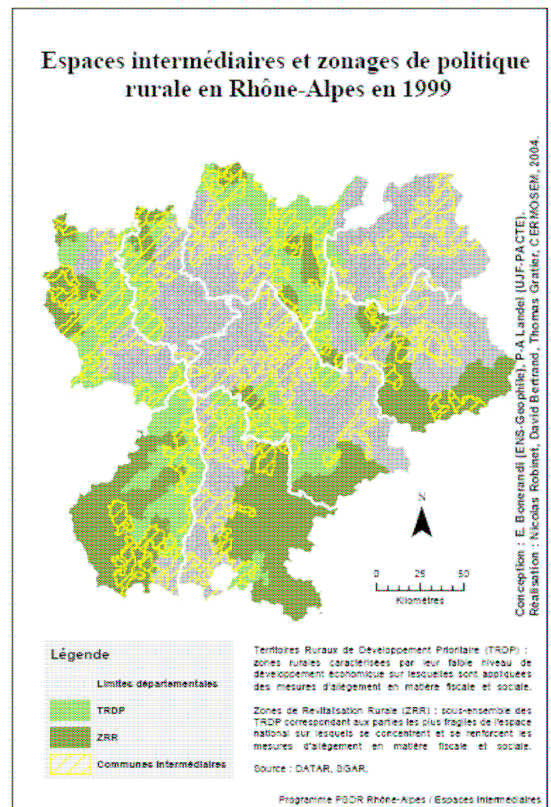 Espaces intermédiaires et zonages de politique
rurale en Rhône-Alpes en 1999
Conception : E. Bonerandi (ENS-Geophile), P-A Landel (UJF-PACTE).
Réalisation : Nicolas Robinet, David Bertrand, Thomas Gratier, CERMOSEM, 2004.
N
0 25 50
Kilomètres
Légende
Limites départementales
TRDP
ZRR
Communes Intermédiaires
Territoires Ruraux de Développement Prioritaire (TRDP) :
zones rurales caractérisées par leur faible niveau de
développement économique sur lesquelles sont appliquées
des mesures d'allègement en matière fiscale et sociale.
Zones de Revitalisation Rurale (ZRR) : sous-ensemble des
TRDP correspondant aux parties les plus fragiles de l'espace
national sur lesquels se concentrent et se renforcent les
mesures d'allègement en matière fiscale et sociale.
Source : DATAR, SGAR.
Programme PSDR Rhône-Alpes / Espaces Intermédiaires